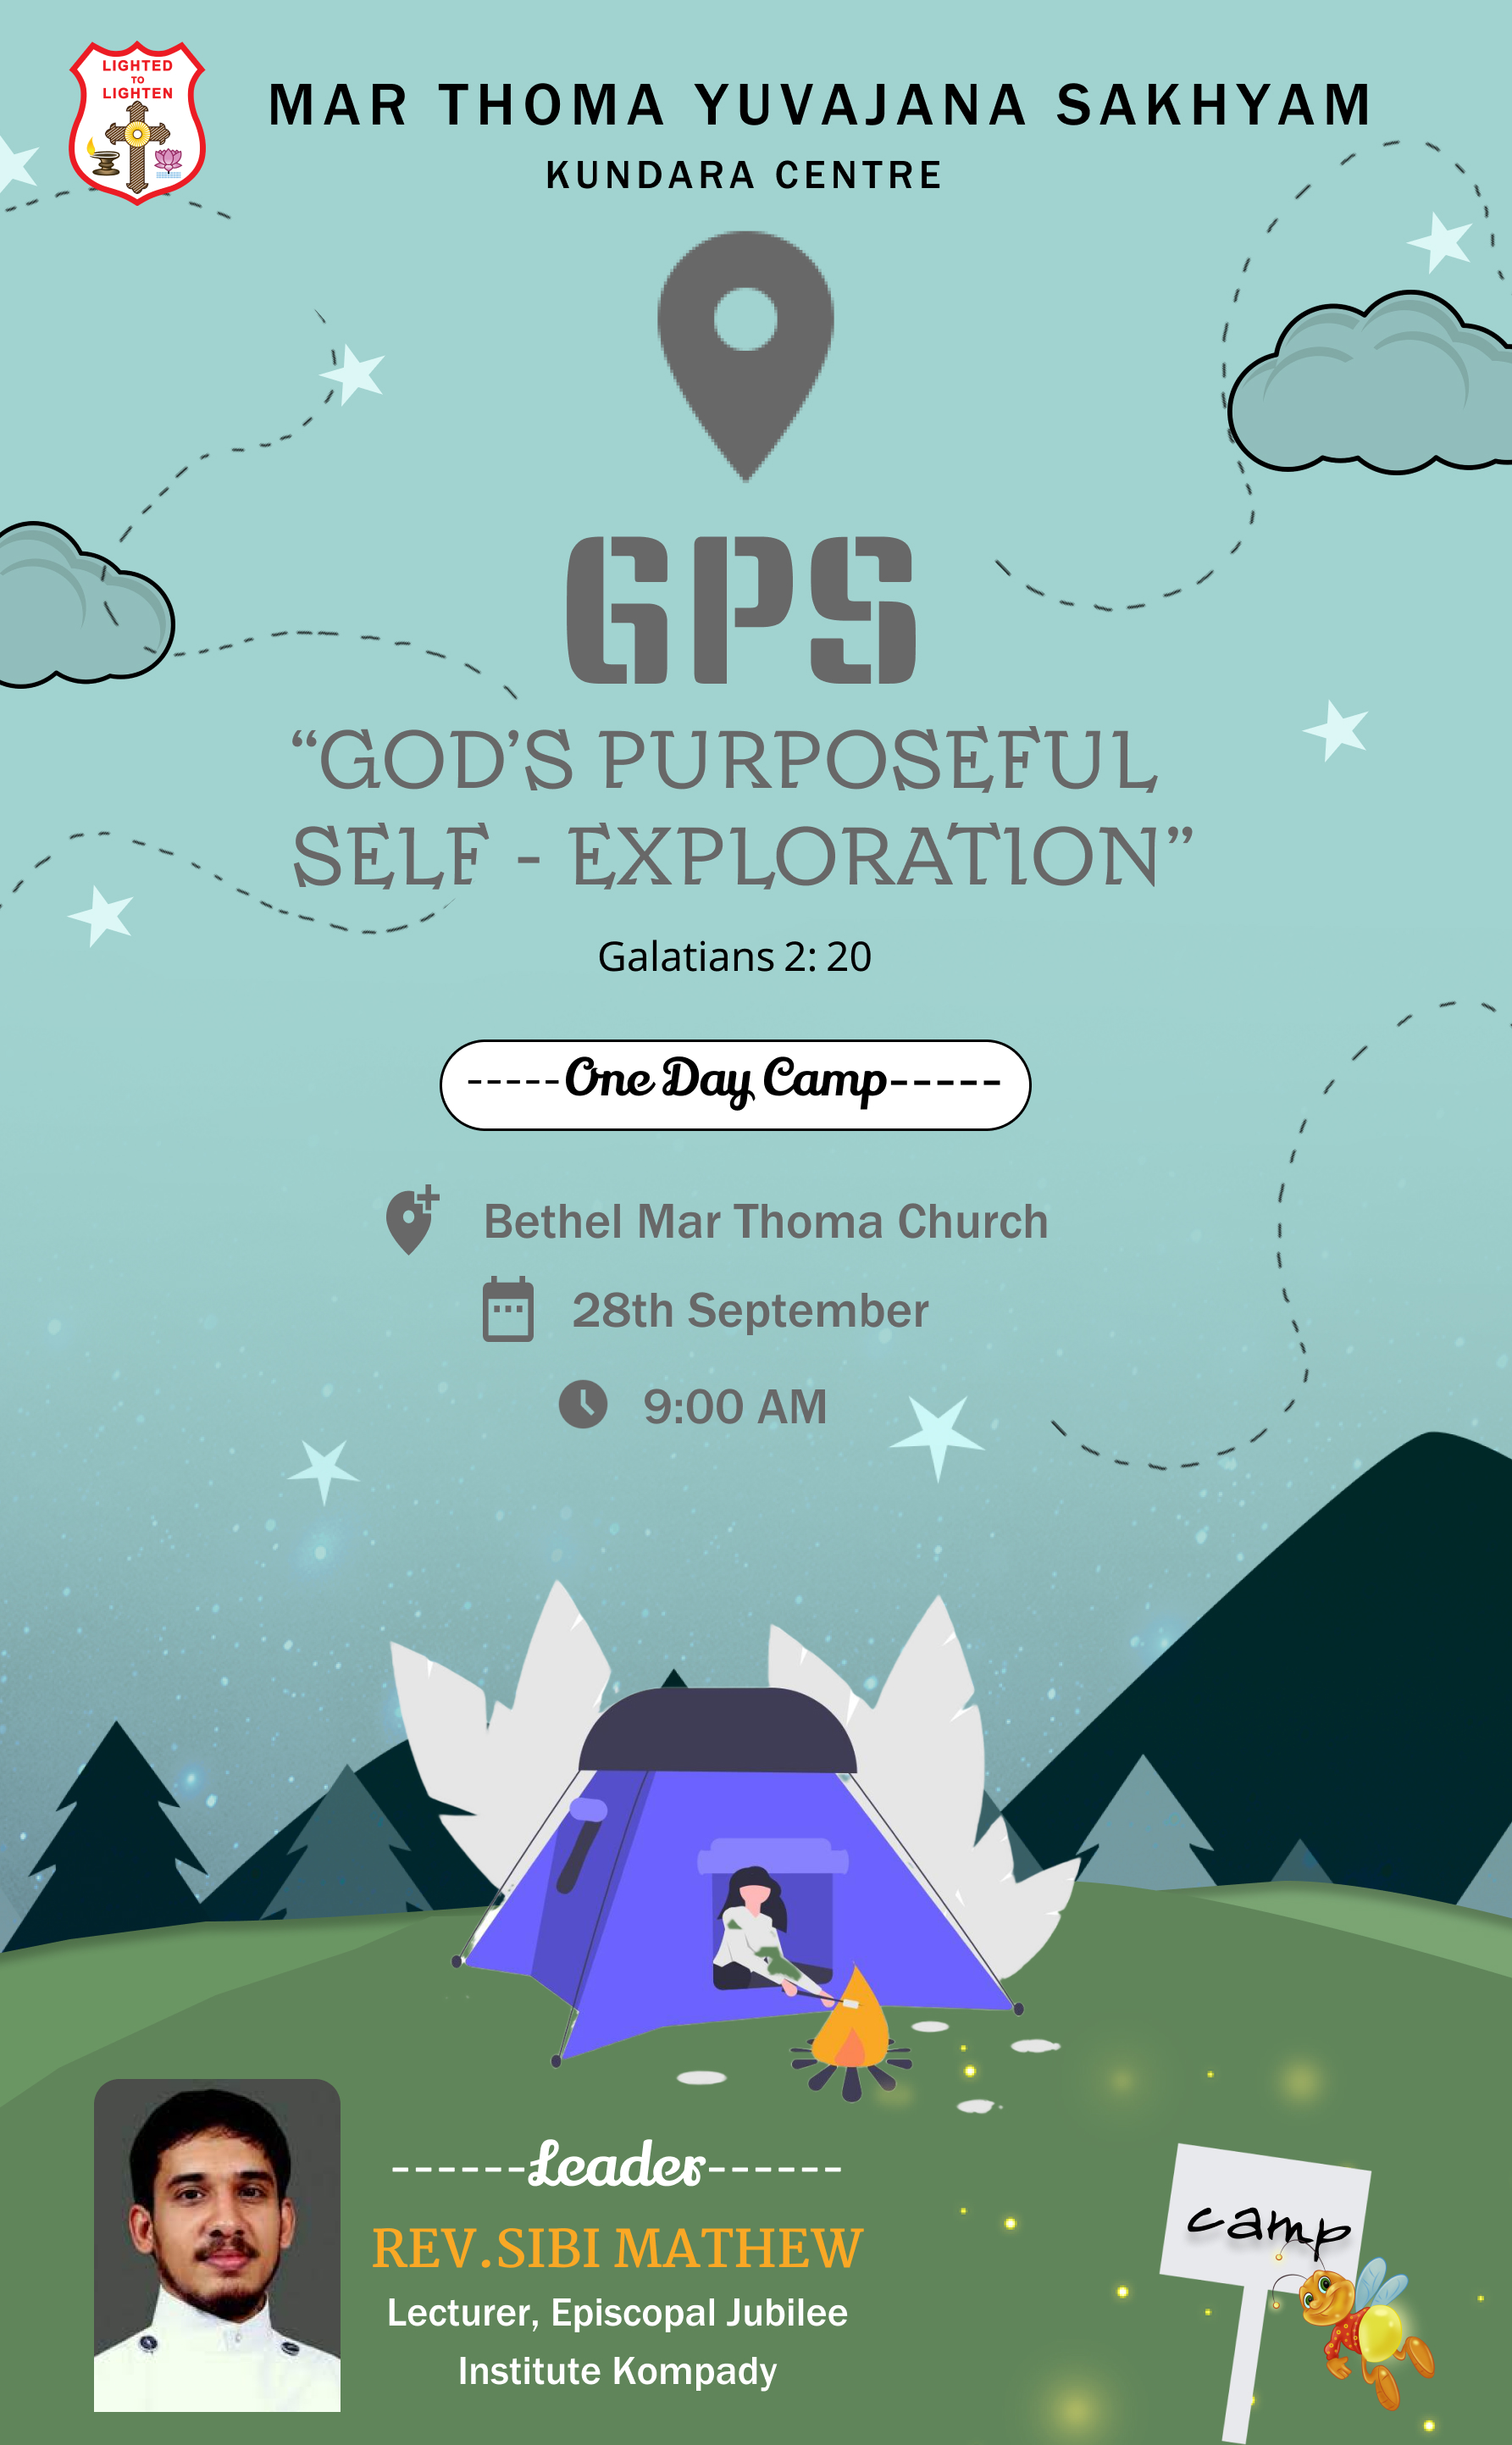 LIGHTED
TO
LIGHTEN
MAR THOMA YUVAJANA SAKHYAM
KUNDARA CENTRE
GPS
“GOD’S PURPOSEFUL
SELF - EXPLORATION”
Galatians 2: 20
-----One Day Camp-----
Bethel Mar Thoma Church
28th September
9:00 AM
------Leader------
REV.SIBI MATHEW
Lecturer, Episcopal Jubilee
Institute Kompady
camp